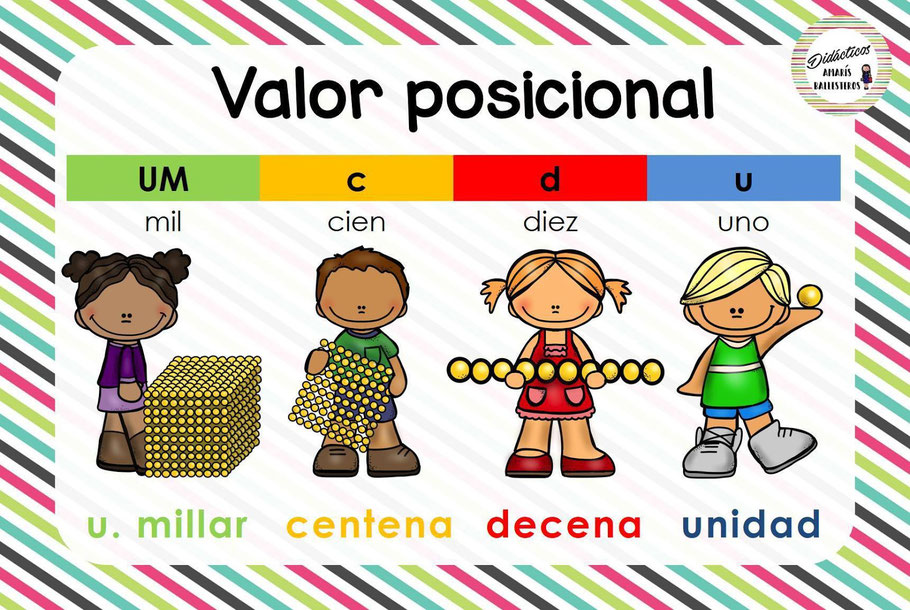 Didácticos
AMARÍS
BALLESTEROS
Valor posicional
UM c d u
mil cien diez uno
u. millar centena decena unidad